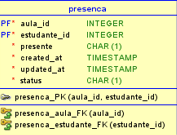 presenca
PF* aula_id INTEGER
PF* estudante_id INTEGER
* presente CHAR (1)
* created_at TIMESTAMP
* updated_at TIMESTAMP
* status CHAR (1)
presenca_PK (aula_id, estudante_id)
presenca_aula_FK (aula_id)
presenca_estudante_FK (estudante_id)